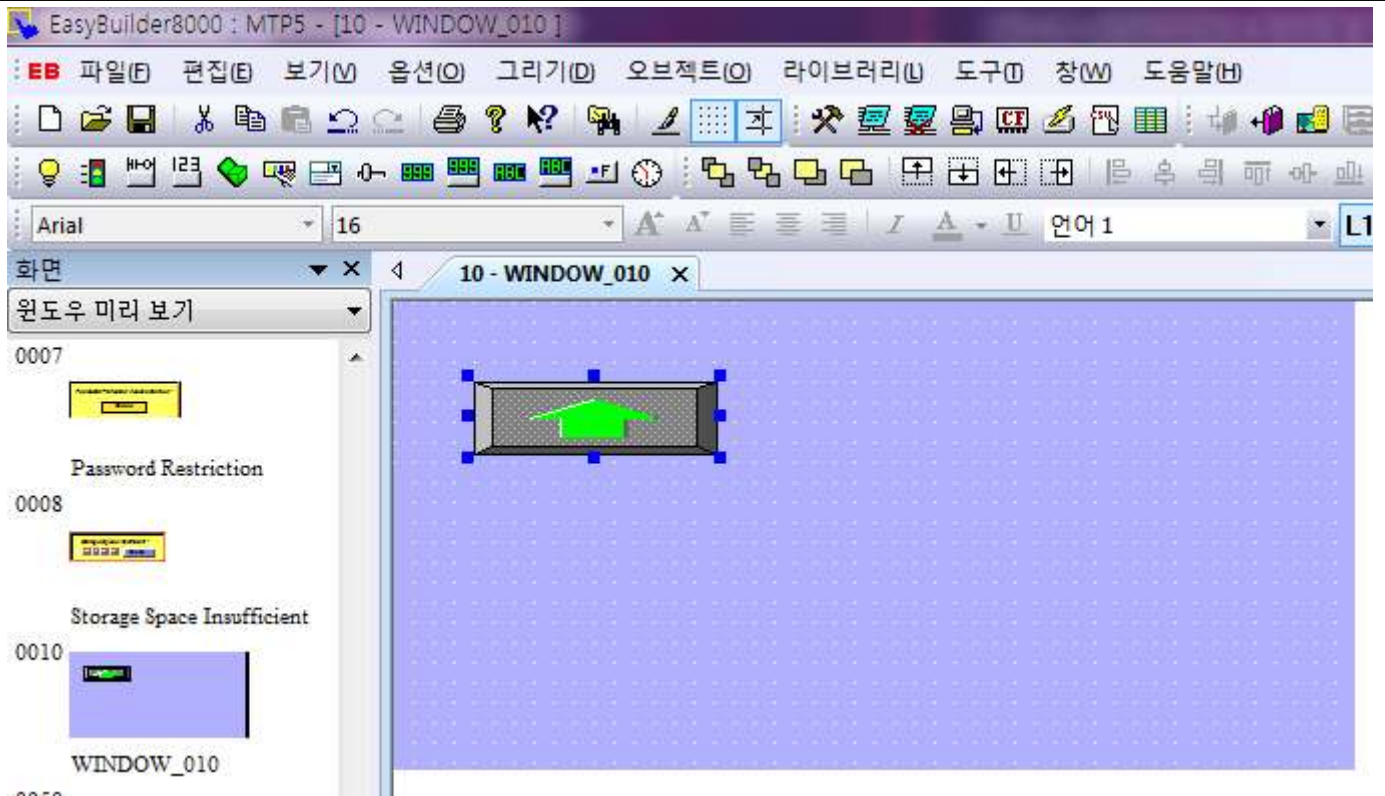 EasyBuilder8000 : MTP5 - [10 - WINDOW_010 ]
EB 파일(F) 편집(E) 보기(V) 옵션(O) 그리기(D) 오브젝트(O) 라이브러리(L) 도구(T) 창(W) 도움말(H)
Arial 16 언어 1 L1
화면 10 - WINDOW_010
윈도우 미리 보기
0007
Password Restriction
0008
Storage Space Insufficient
0010
WINDOW_010